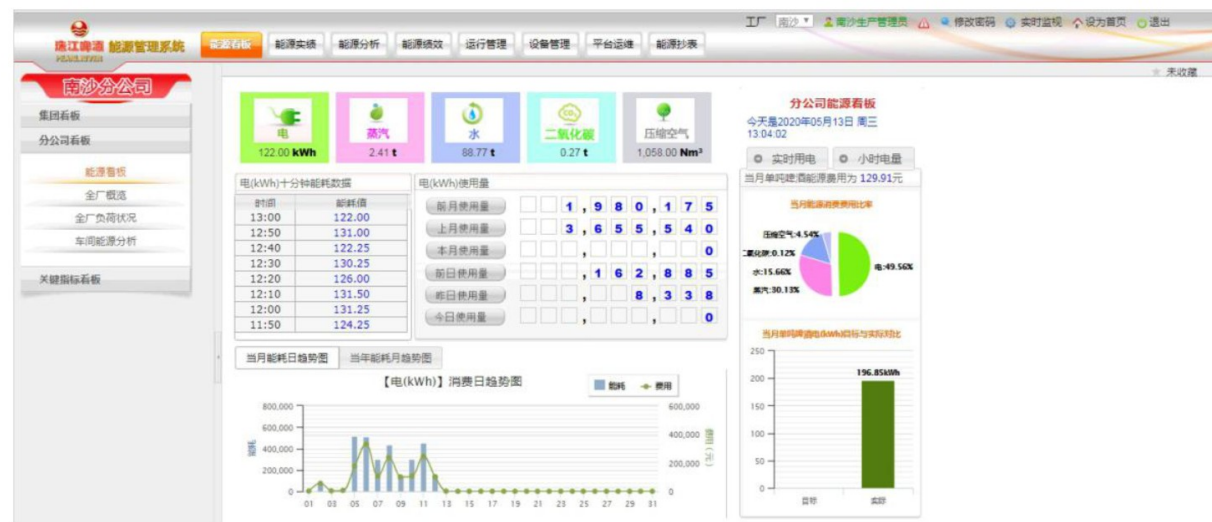 工厂 南沙 南沙生产管理员 修改密码 实时监视 设为首页 退出
珠江啤酒 能源管理系统
PEARL RIVER
能源看板 能源实绩 能源分析 能源绩效 运行管理 设备管理 平台运维 能源抄表
未收藏
南沙分公司
集团看板
分公司看板
能源看板
全厂概览
全厂负荷状况
车间能源分析
关键指标看板
电 蒸汽 水 二氧化碳 压缩空气
122.00 kWh 2.41 t 88.77 t 0.27 t 1,058.00 Nm³
电(kWh)十分钟能耗数据
时间 能耗值
13:00 122.00
12:50 131.00
12:40 122.25
12:30 130.25
12:20 126.00
12:10 131.50
12:00 131.25
11:50 124.25
电(kWh)使用量
前月使用量 1,980,175
上月使用量 3,655,540
本月使用量 , , 0
前日使用量 ,162,885
昨日使用量 , 8,338
今日使用量 , , 0
当月能耗日趋势图 当年能耗月趋势图
【电(kWh)】消费日趋势图
能耗 费用
800,000
600,000
400,000
200,000
0
能耗
600,000
400,000
200,000
0
费用(元)
01 03 05 07 09 11 13 15 17 19 21 23 25 27 29 31
分公司能源看板
今天是2020年05月13日 周三
13:04:02
实时用电 小时电量
当月单吨啤酒能源费用为 129.91元
当月能源消费费用比率
压缩空气:4.54%
二氧化碳:0.12%
水:15.66%
蒸汽:30.13%
电:49.56%
当月单吨啤酒电(kWh)目标与实际对比
250
200
150
100
50
0
196.85kWh
目标 实际